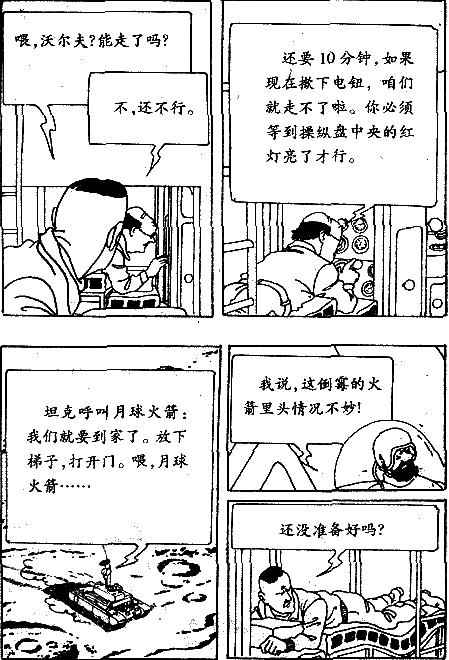 喂,沃尔夫?能走了吗?
不,还不行。
还要10分钟,如果
现在揿下电钮,咱们
就走不了啦。你必须
等到操纵盘中央的红
灯亮了才行。
坦克呼叫月球火箭:
我们就要到家了。放下
梯子,打开门。喂,月球
火箭……
我说,这倒霉的火
箭里头情况不妙!
还没准备好吗?